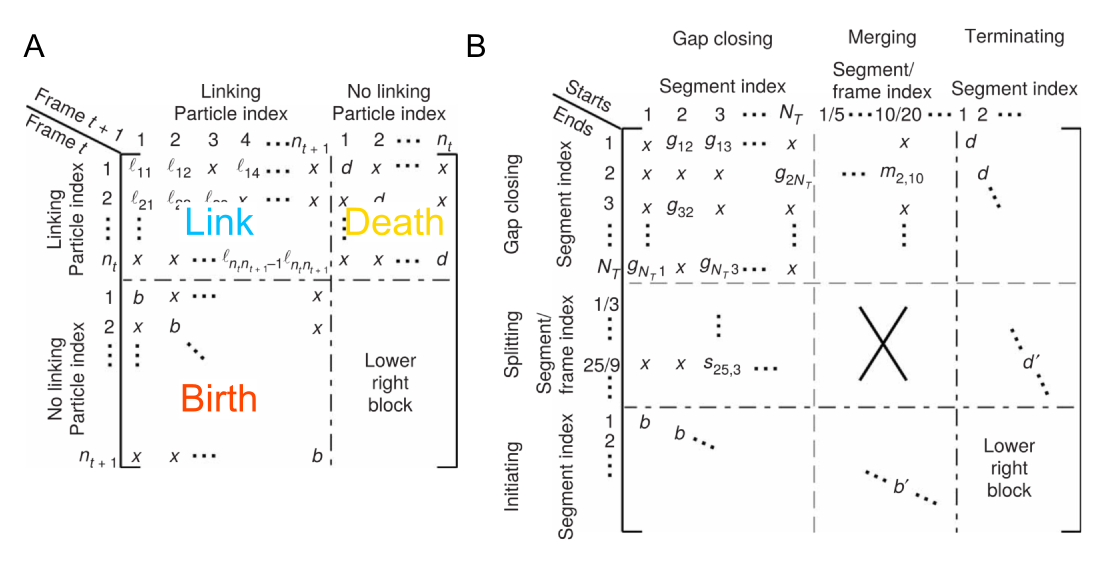 A
Frame t + 1
Frame t
Linking
Particle index
No linking
Particle index
1 2 3 4 ⋯ n_{t+1} 1 2 ⋯ n_t
Linking
Particle index
1 ℓ₁₁ ℓ₁₂ x ℓ₁₄ ⋯ x d x ⋯ x
2 ℓ₂₁ x ⋯ x x d x
⋮ ⋮ Link ⋮ Death
n_t x x ⋯ ℓ_{n_t n_{t+1}−1} ℓ_{n_t n_{t+1}} x x ⋯ d
No linking
Particle index
1 b x ⋯ x
2 x b x
⋮ ⋮ ⋱
Birth
n_{t+1} x x ⋯ b
Lower
right
block
B
Gap closing Merging Terminating
Starts
Ends
Segment index
Segment/
frame index
Segment index
1 2 3 ⋯ N_T 1/5 ⋯ 10/20 ⋯ 1 2 ⋯
Gap closing
Segment index
1 x g₁₂ g₁₃ ⋯ x x d
2 x x x g_{2N_T} ⋯ m_{2,10} d
3 x g₃₂ x x x ⋱
⋮ ⋮ ⋮ ⋮
N_T g_{N_T1} x g_{N_T3} ⋯ x
Splitting
Segment/
frame index
1/3
⋮ ⋮ ⋱
25/9 x x s_{25,3} ⋯ d′
⋮ ⋱
Initiating
Segment index
1 b
2 b ⋱
⋮ ⋱ b′ ⋱
Lower
right
block